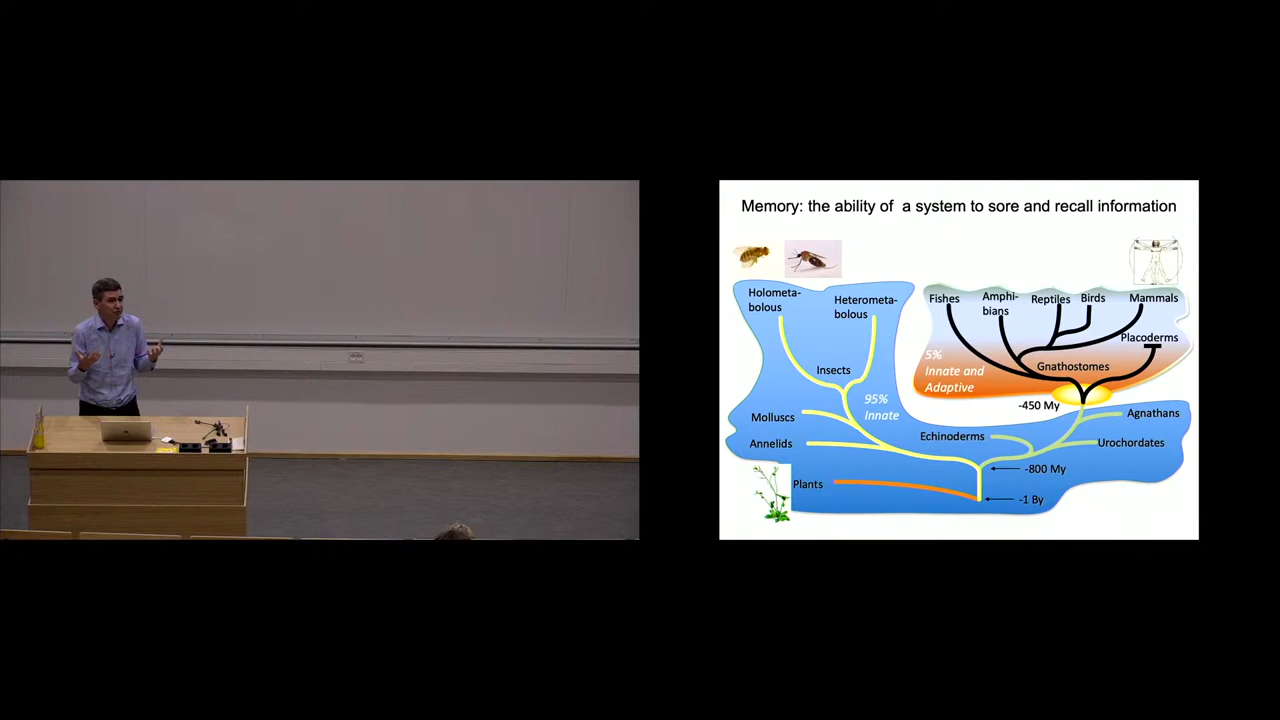 Memory: the ability of a system to sore and recall information
Holometa-
bolous
Heterometa-
bolous
Fishes
Amphi-
bians
Reptiles
Birds
Mammals
Placoderms
5%
Innate and
Adaptive
Gnathostomes
Insects
95%
Innate
-450 My
Molluscs
Agnathans
Annelids
Echinoderms
Urochordates
-800 My
Plants
-1 By